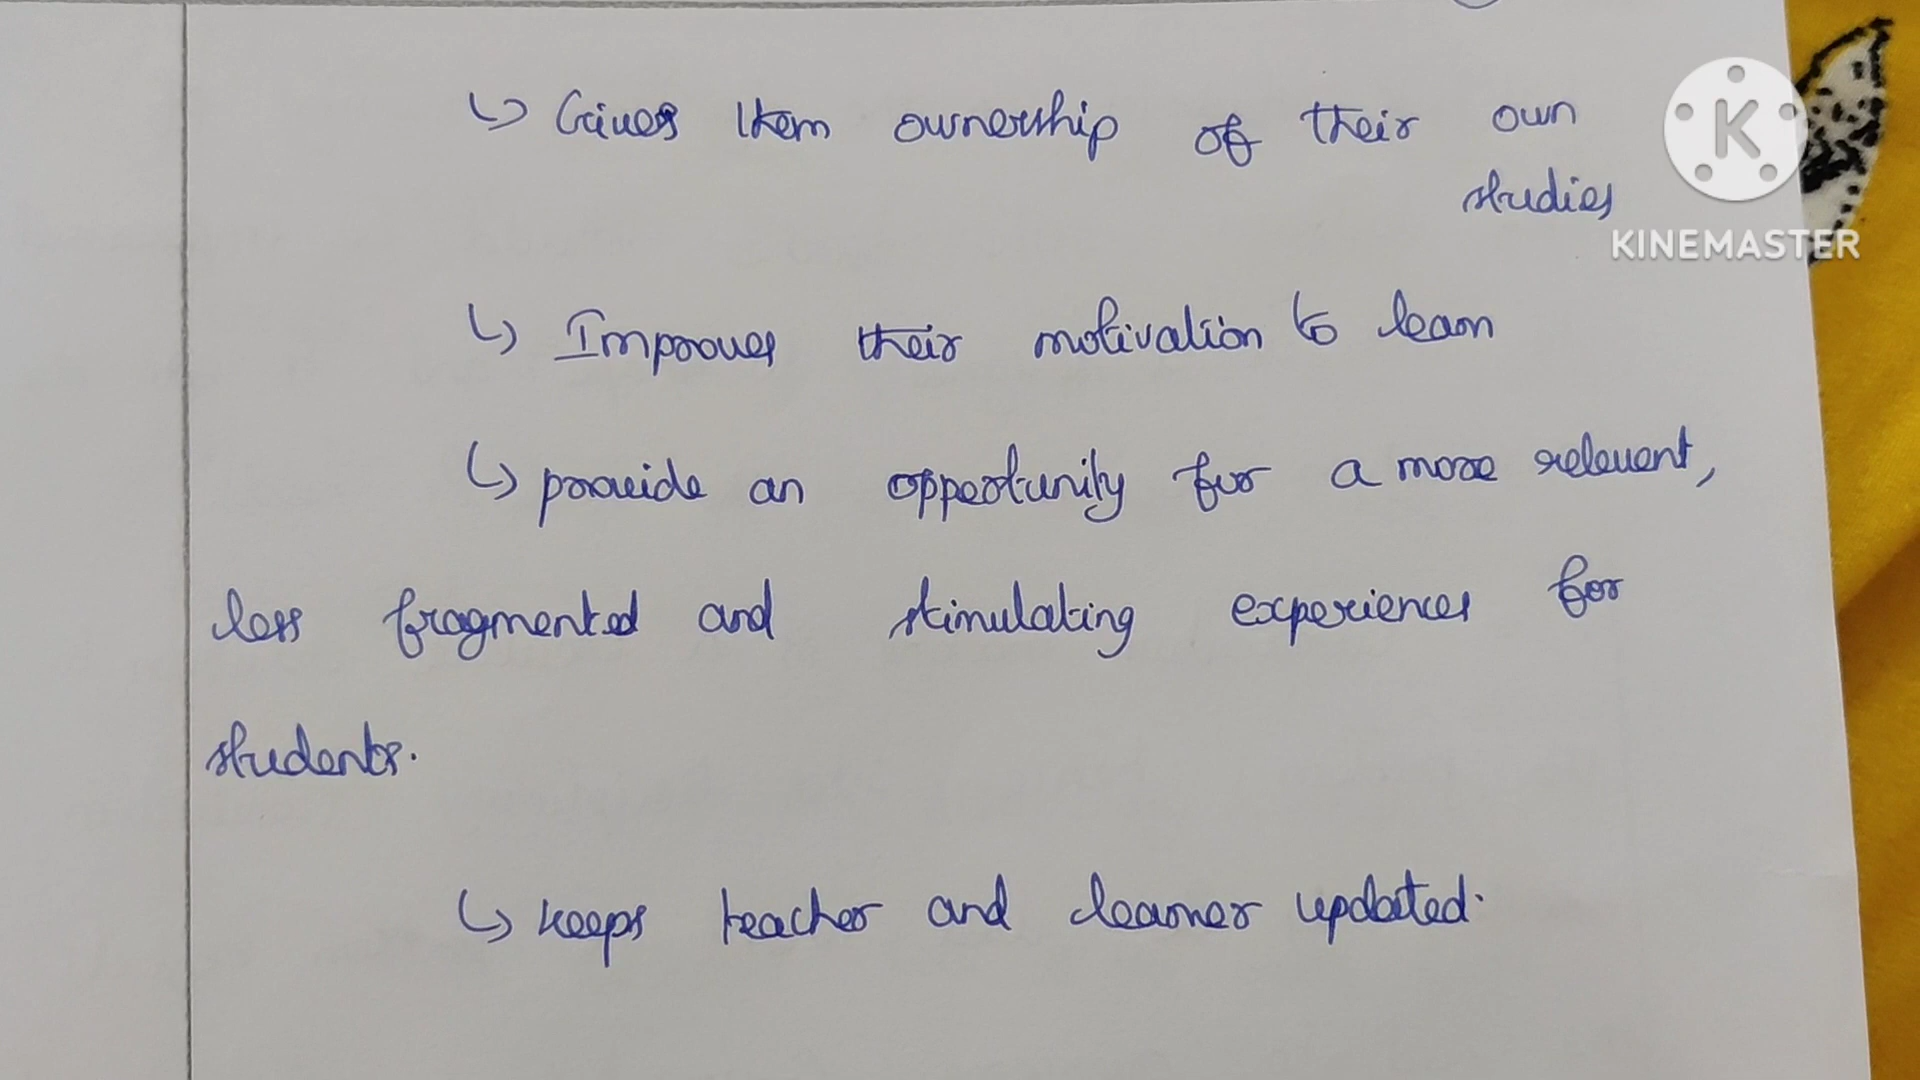 ↳ Gives them ownership of their own
studies
K
KINEMASTER
↳ Improves their motivation to learn
↳ provide an opportunity for a more relevent,
less fragmented and stimulating experiences for
students.
↳ keeps teacher and learner updated.